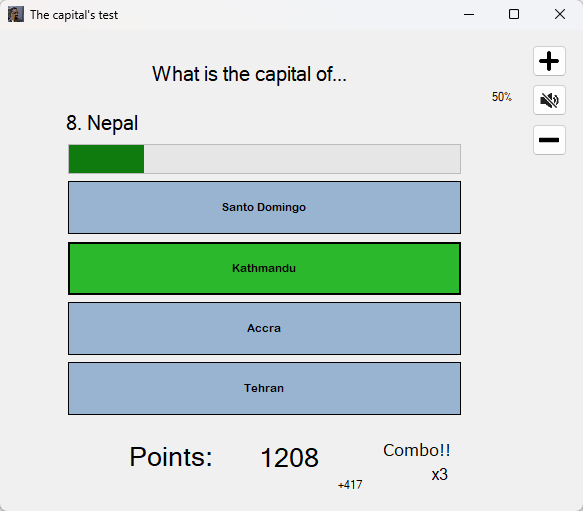 The capital's test
What is the capital of...
50%
8. Nepal
Santo Domingo
Kathmandu
Accra
Tehran
Points: 1208
+417
Combo!!
x3